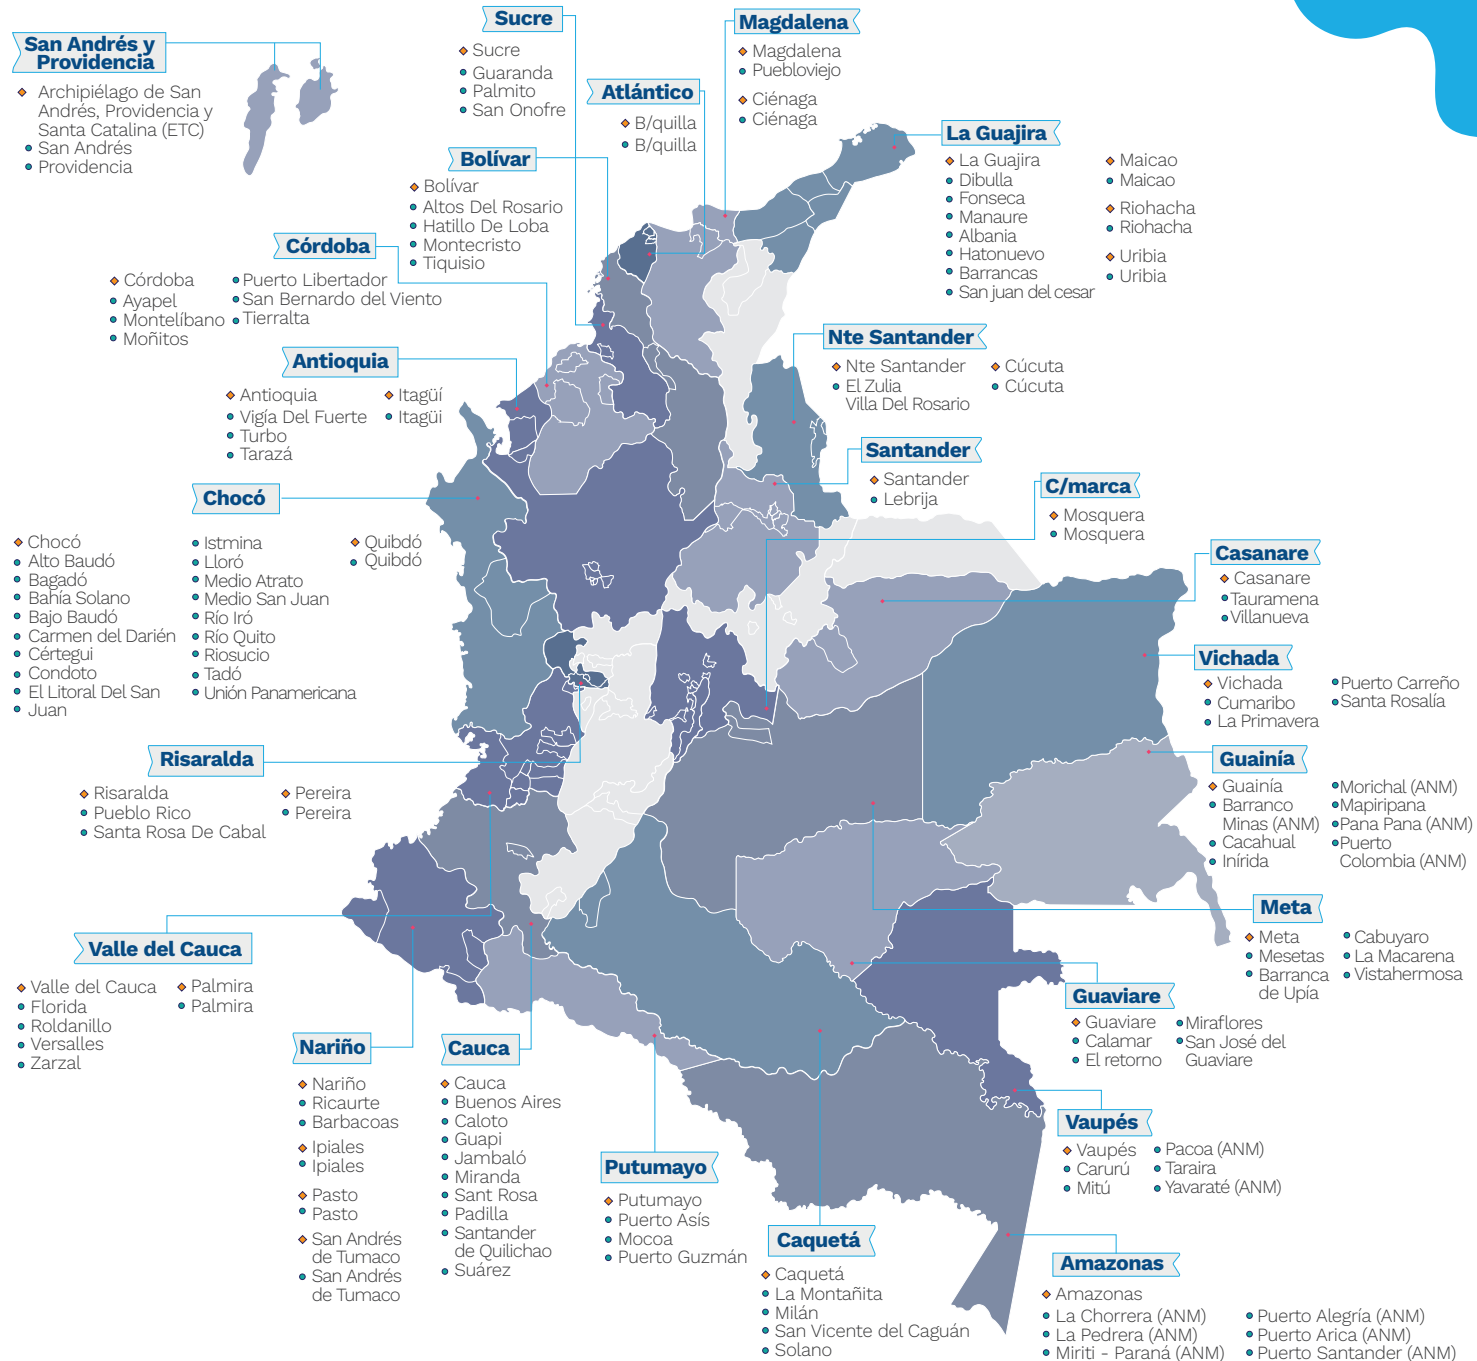 San Andrés y
Providencia
Archipiélago de San
Andrés, Providencia y
Santa Catalina (ETC)
San Andrés
Providencia
Sucre
Sucre
Guaranda
Palmito
San Onofre
Magdalena
Magdalena
Puebloviejo
Ciénaga
Ciénaga
Atlántico
B/quilla
B/quilla
La Guajira
La Guajira
Dibulla
Fonseca
Manaure
Albania
Hatonuevo
Barrancas
San juan del cesar
Maicao
Maicao
Riohacha
Riohacha
Uribia
Uribia
Bolívar
Bolívar
Altos Del Rosario
Hatillo De Loba
Montecristo
Tiquisio
Córdoba
Córdoba
Ayapel
Montelíbano
Moñitos
Puerto Libertador
San Bernardo del Viento
Tierralta
Nte Santander
Nte Santander
El Zulia
Villa Del Rosario
Cúcuta
Cúcuta
Antioquia
Antioquia
Vigía Del Fuerte
Turbo
Tarazá
Itagüí
Itagüi
Santander
Santander
Lebrija
C/marca
Mosquera
Mosquera
Chocó
Chocó
Alto Baudó
Bagadó
Bahía Solano
Bajo Baudó
Carmen del Darién
Cértegui
Condoto
El Litoral Del San
Juan
Istmina
Lloró
Medio Atrato
Medio San Juan
Río Iró
Río Quito
Riosucio
Tadó
Unión Panamericana
Quibdó
Quibdó
Casanare
Casanare
Tauramena
Villanueva
Vichada
Vichada
Cumaribo
La Primavera
Puerto Carreño
Santa Rosalía
Risaralda
Risaralda
Pueblo Rico
Santa Rosa De Cabal
Pereira
Pereira
Guainía
Guainía
Barranco
Minas (ANM)
Cacahual
Inírida
Morichal (ANM)
Mapiripana
Pana Pana (ANM)
Puerto
Colombia (ANM)
Meta
Meta
Mesetas
Barranca
de Upía
Cabuyaro
La Macarena
Vistahermosa
Valle del Cauca
Valle del Cauca
Florida
Roldanillo
Versalles
Zarzal
Palmira
Palmira
Guaviare
Guaviare
Calamar
El retorno
Miraflores
San José del
Guaviare
Nariño
Nariño
Ricaurte
Barbacoas
Ipiales
Ipiales
Pasto
Pasto
San Andrés
de Tumaco
San Andrés
de Tumaco
Cauca
Cauca
Buenos Aires
Caloto
Guapi
Jambaló
Miranda
Sant Rosa
Padilla
Santander
de Quilichao
Suárez
Vaupés
Vaupés
Carurú
Mitú
Pacoa (ANM)
Taraira
Yavaraté (ANM)
Putumayo
Putumayo
Puerto Asís
Mocoa
Puerto Guzmán
Caquetá
Caquetá
La Montañita
Milán
San Vicente del Caguán
Solano
Amazonas
Amazonas
La Chorrera (ANM)
La Pedrera (ANM)
Miriti - Paraná (ANM)
Puerto Alegría (ANM)
Puerto Arica (ANM)
Puerto Santander (ANM)